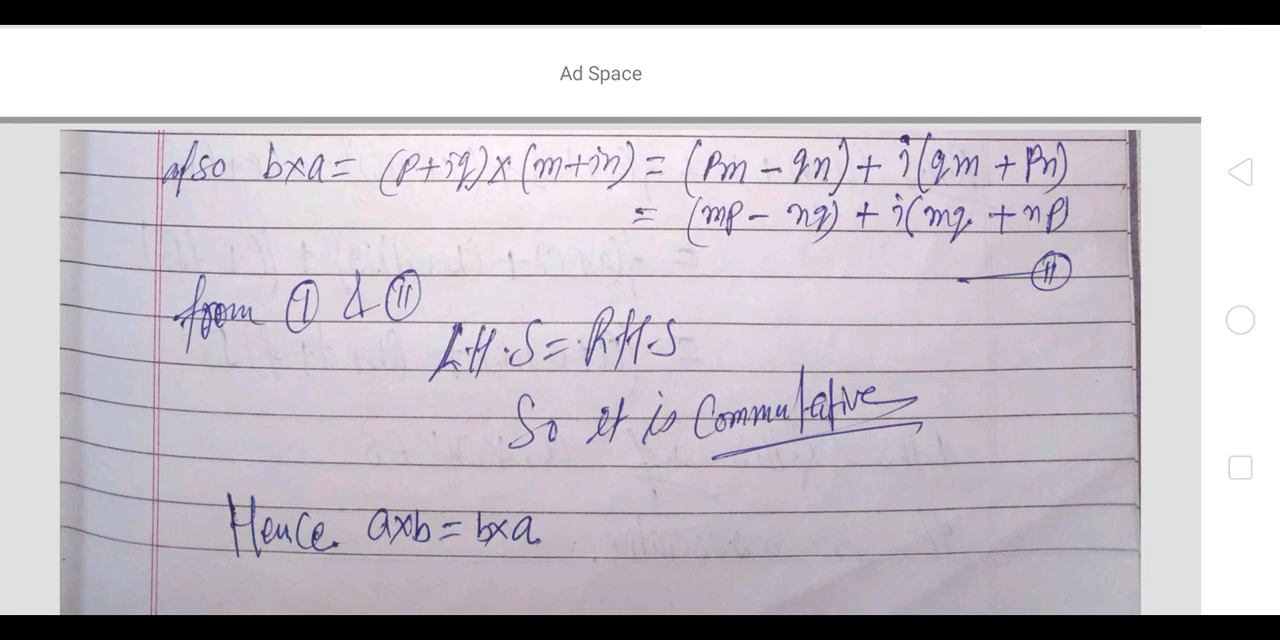 Ad Space
also b×a = (p+iq)×(m+in) = (pm - qn) + i(qm + pn)
= (mp - nq) + i(mq + np)
(II)
from (I) & (II)
L.H.S = R.H.S
So it is Commutative
Hence. a×b = b×a